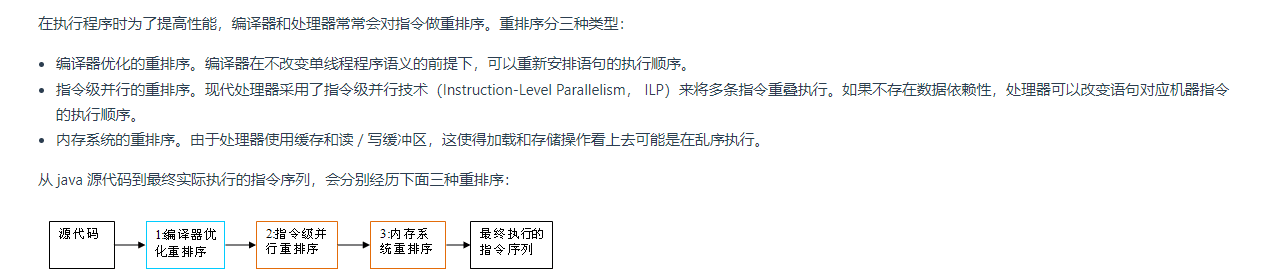 在执行程序时为了提高性能，编译器和处理器常常会对指令做重排序。重排序分三种类型：
• 编译器优化的重排序。编译器在不改变单线程程序语义的前提下，可以重新安排语句的执行顺序。
• 指令级并行的重排序。现代处理器采用了指令级并行技术（Instruction-Level Parallelism， ILP）来将多条指令重叠执行。如果不存在数据依赖性，处理器可以改变语句对应机器指令
的执行顺序。
• 内存系统的重排序。由于处理器使用缓存和读 / 写缓冲区，这使得加载和存储操作看上去可能是在乱序执行。
从 java 源代码到最终实际执行的指令序列，会分别经历下面三种重排序：
源代码
1:编译器优
化重排序
2:指令级并
行重排序
3:内存系
统重排序
最终执行的
指令序列